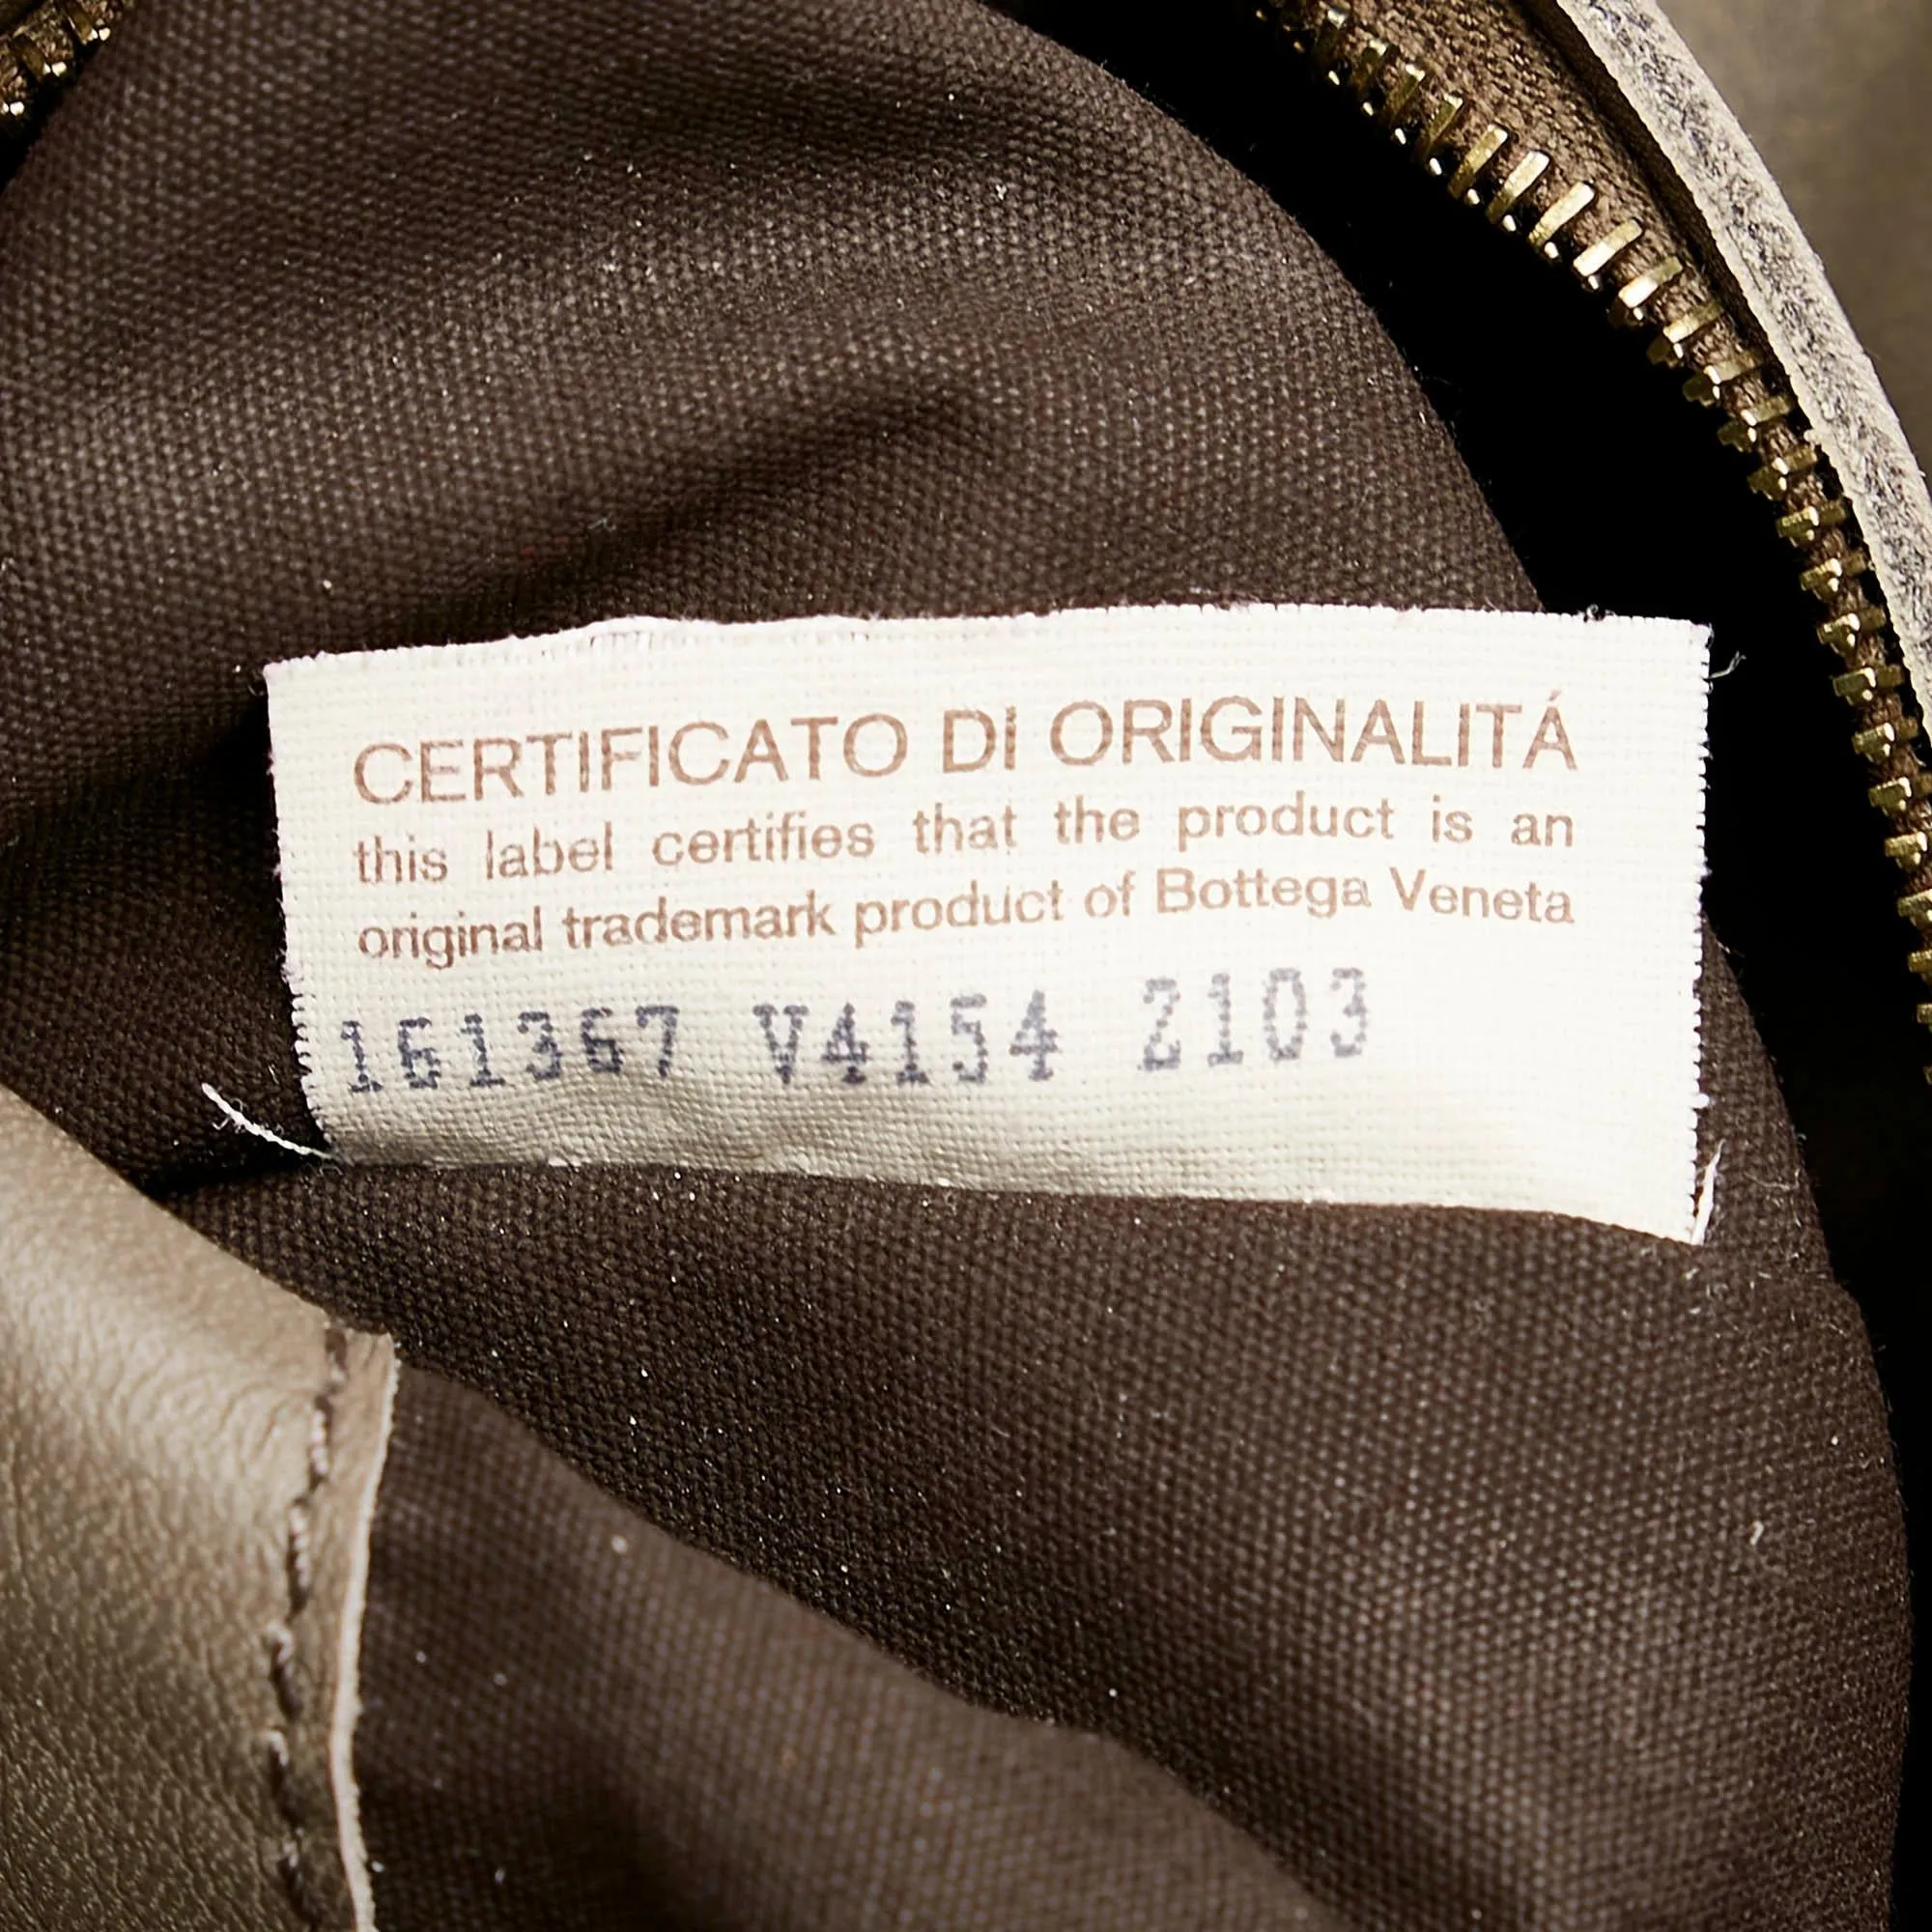 CERTIFICATO DI ORIGINALITÁ
this label certifies that the product is an
original trademark product of Bottega Veneta
161367 V4154 2103